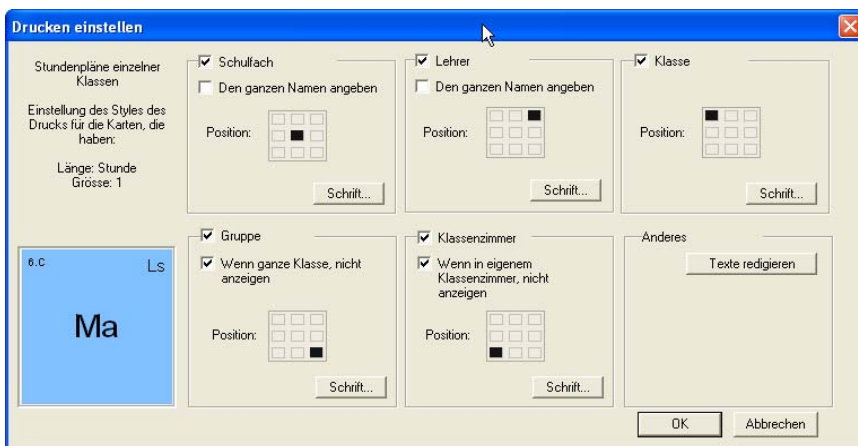 Drucken einstellen
Stundenpläne einzelner
Klassen
Einstellung des Styles des
Drucks für die Karten, die
haben:
Länge: Stunde
Grösse: 1
Schulfach
Den ganzen Namen angeben
Position:
Schrift...
Lehrer
Den ganzen Namen angeben
Position:
Schrift...
Klasse
Position:
Schrift...
6.C
Ls
Ma
Gruppe
Wenn ganze Klasse, nicht
anzeigen
Position:
Schrift...
Klassenzimmer
Wenn in eigenem
Klassenzimmer, nicht
anzeigen
Position:
Schrift...
Anderes
Texte redigieren
OK
Abbrechen